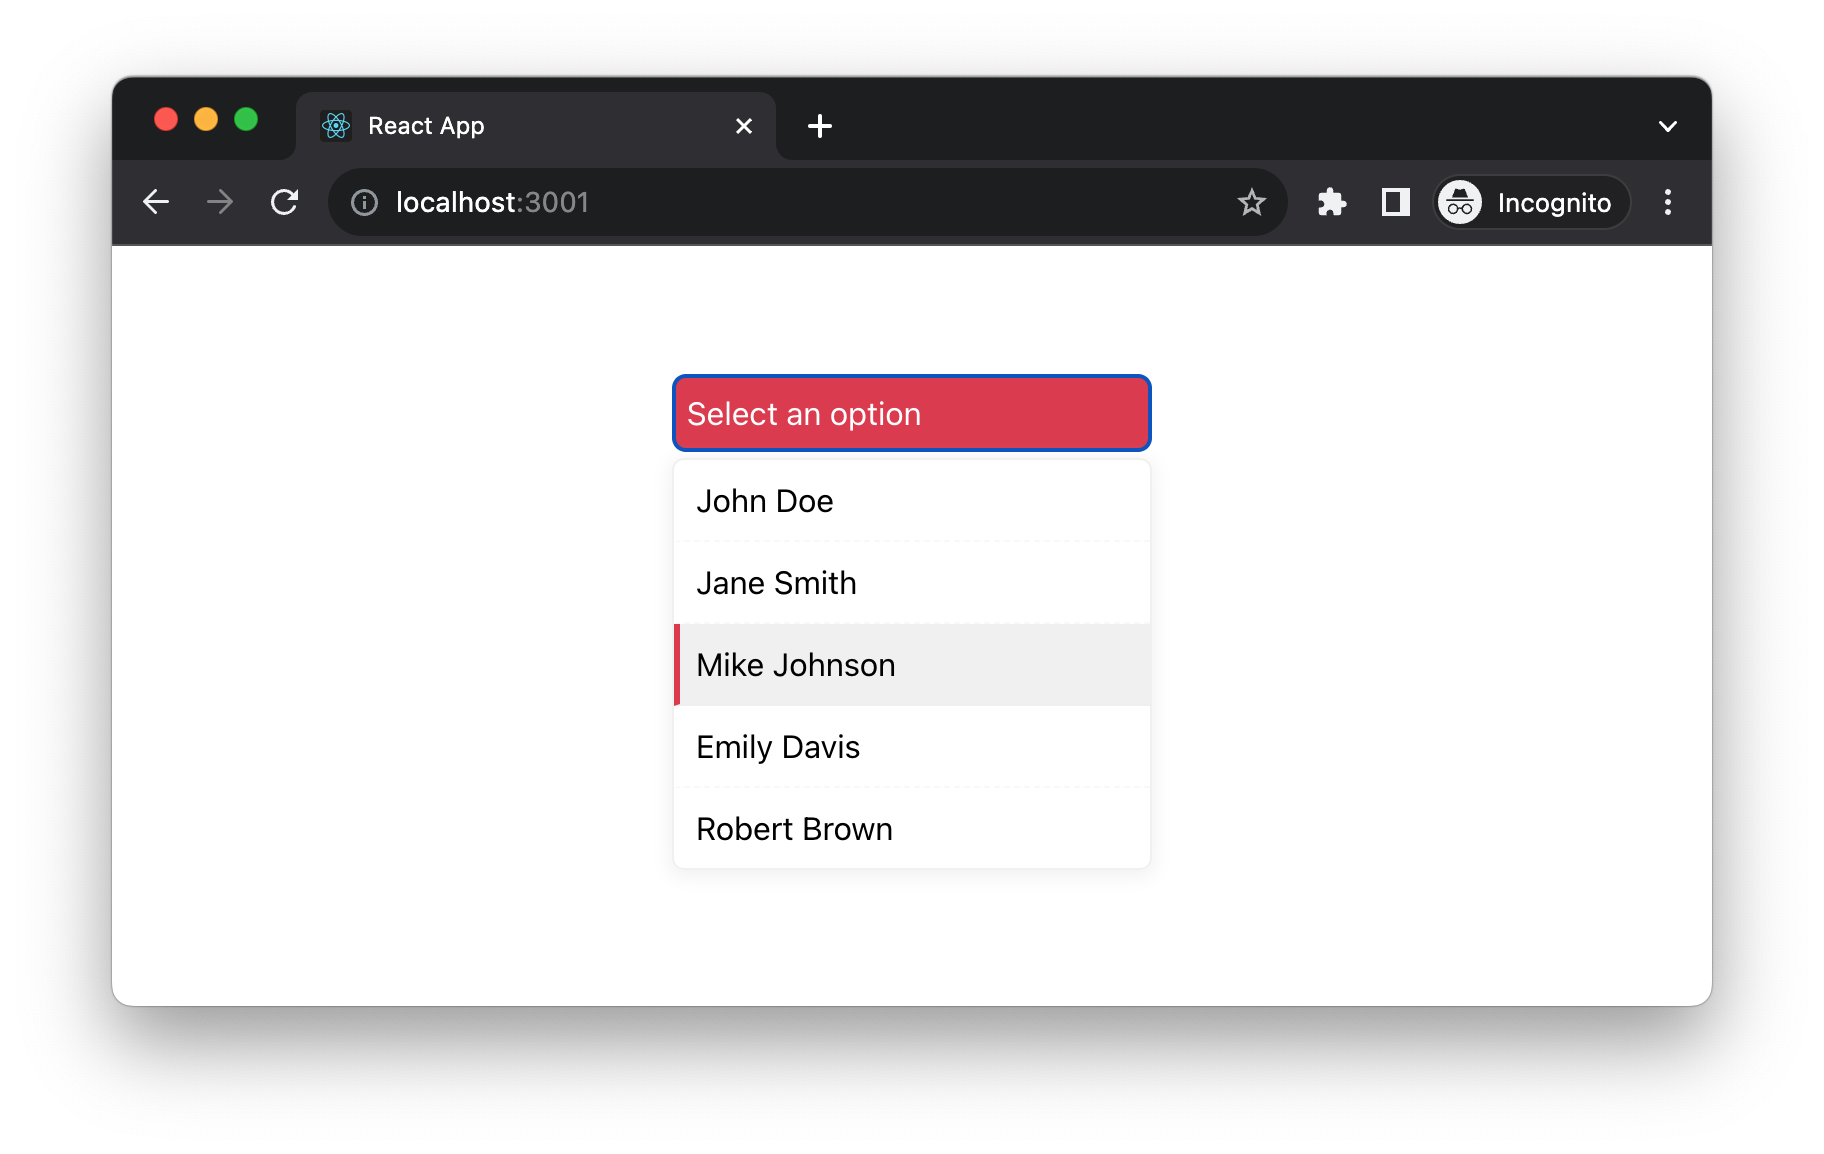 React App
localhost:3001
Incognito
Select an option
John Doe
Jane Smith
Mike Johnson
Emily Davis
Robert Brown